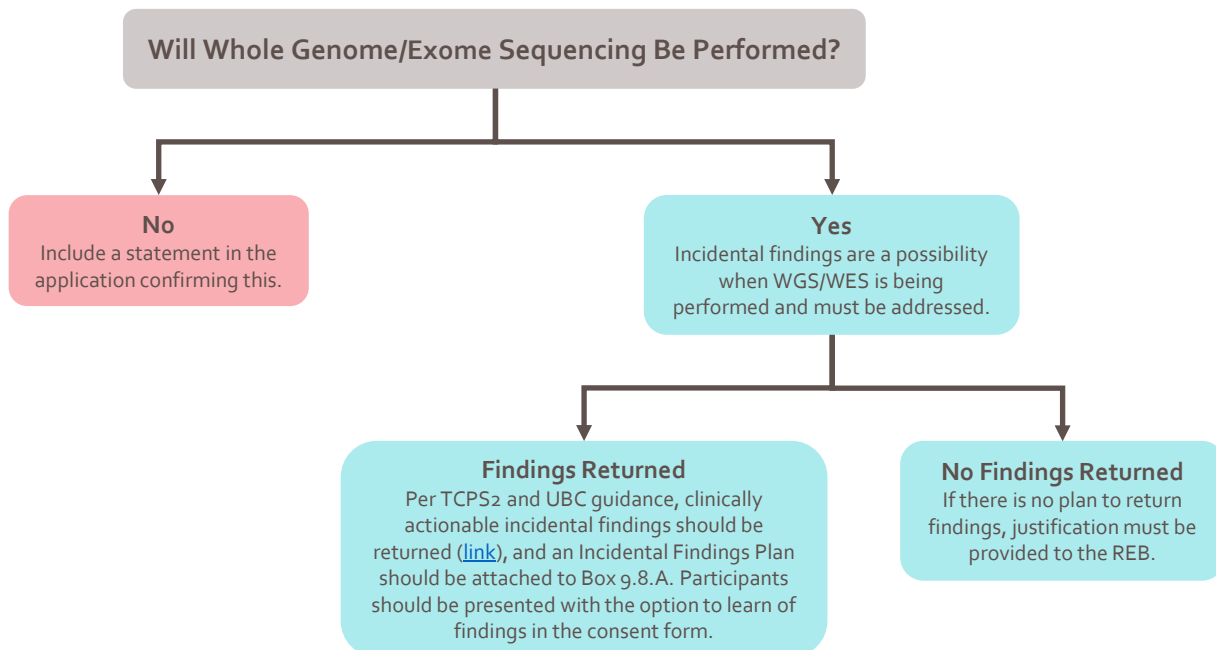 Will Whole Genome/Exome Sequencing Be Performed?
No
Include a statement in the
application confirming this.
Yes
Incidental findings are a possibility
when WGS/WES is being
performed and must be addressed.
Findings Returned
Per TCPS2 and UBC guidance, clinically
actionable incidental findings should be
returned (link), and an Incidental Findings Plan
should be attached to Box 9.8.A. Participants
should be presented with the option to learn of
findings in the consent form.
No Findings Returned
If there is no plan to return
findings, justification must be
provided to the REB.